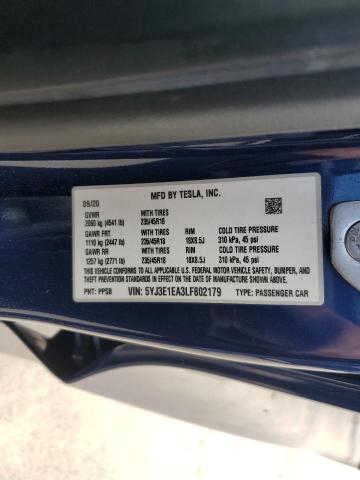 MFD BY TESLA, INC.
09/20
GVWR WITH TIRES
2060 kg (4541 lb) 235/45R18
GAWR FRT WITH TIRES COLD TIRE PRESSURE
1110 kg (2447 lb) 235/45R18 18X8.5J 310 kPa, 45 psi
GAWR RR WITH TIRES COLD TIRE PRESSURE
1257 kg (2771 lb) 235/45R18 18X8.5J 310 kPa, 45 psi
THIS VEHICLE CONFORMS TO ALL APPLICABLE U.S. FEDERAL MOTOR VEHICLE
SAFETY STANDARDS, BUMPER, AND
THEFT PREVENTION STANDARDS IN EFFECT ON THE DATE OF MANUFACTURE SHOWN ABOVE.
PNT: PPSB VIN: 5YJ3E1EA3LF802179 TYPE: PASSENGER CAR